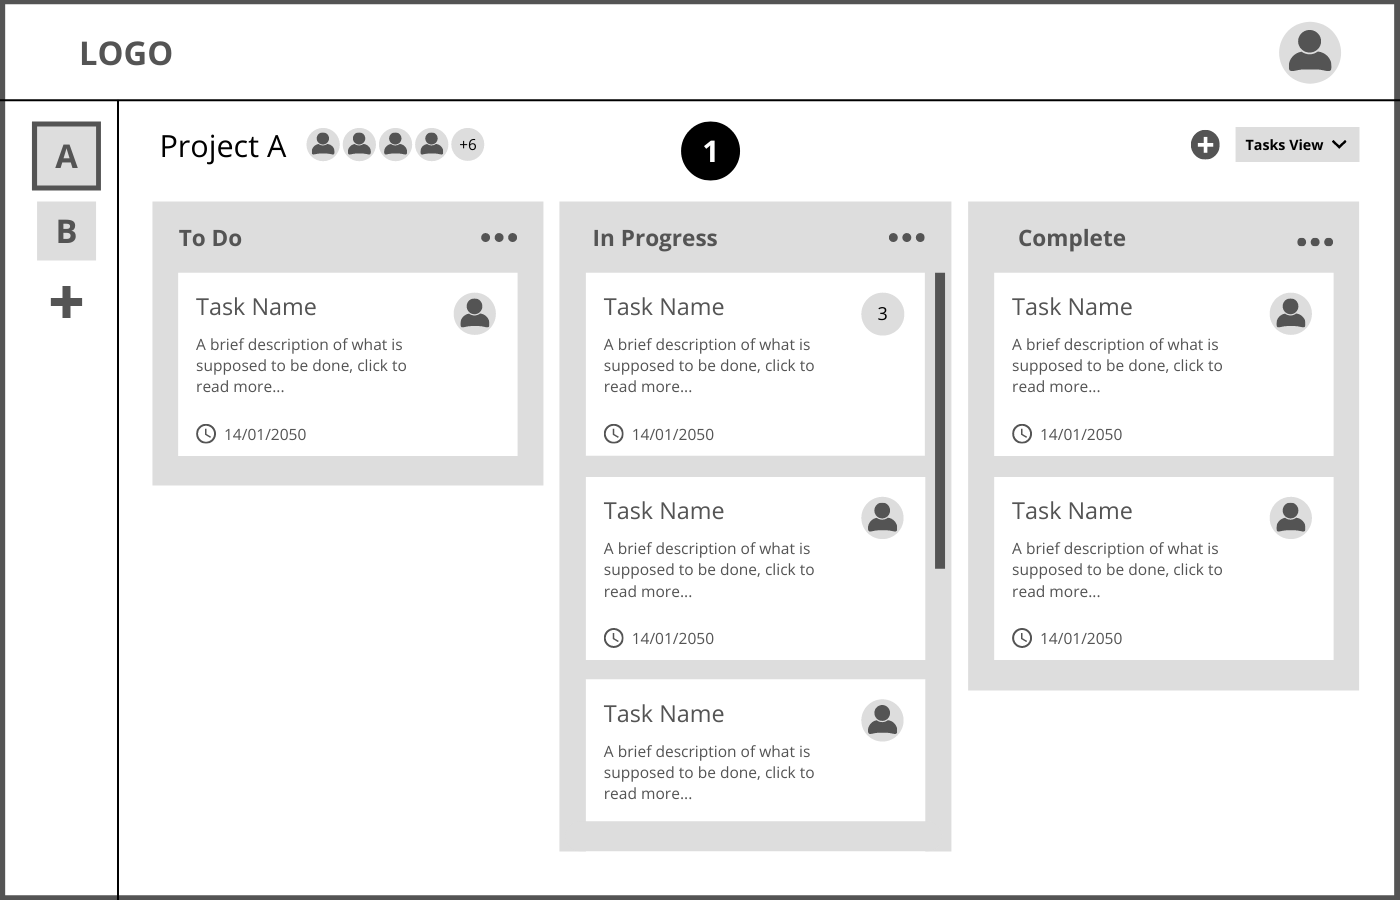 LOGO
A
B
Project A
+6
1
Tasks View
To Do
Task Name
A brief description of what is
supposed to be done, click to
read more...
14/01/2050
In Progress
Task Name
3
A brief description of what is
supposed to be done, click to
read more...
14/01/2050
Task Name
A brief description of what is
supposed to be done, click to
read more...
14/01/2050
Task Name
A brief description of what is
supposed to be done, click to
read more...
Complete
Task Name
A brief description of what is
supposed to be done, click to
read more...
14/01/2050
Task Name
A brief description of what is
supposed to be done, click to
read more...
14/01/2050